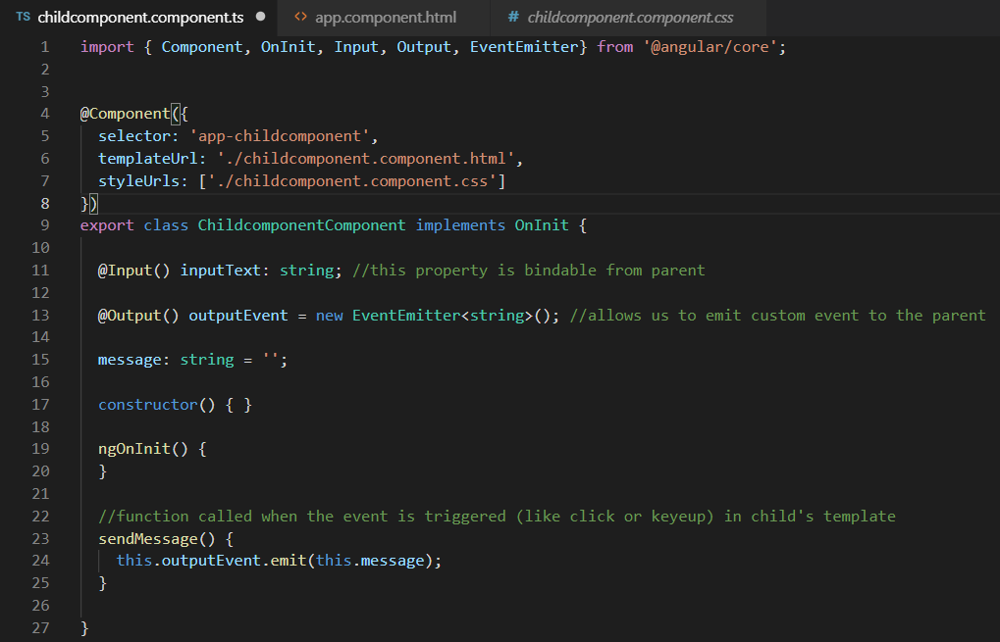 TS childcomponent.component.ts ● <> app.component.html # childcomponent.component.css
1 import { Component, OnInit, Input, Output, EventEmitter} from '@angular/core';
2
3
4 @Component({
5   selector: 'app-childcomponent',
6   templateUrl: './childcomponent.component.html',
7   styleUrls: ['./childcomponent.component.css']
8 })
9 export class ChildcomponentComponent implements OnInit {
10
11   @Input() inputText: string; //this property is bindable from parent
12
13   @Output() outputEvent = new EventEmitter<string>(); //allows us to emit custom event to the parent
14
15   message: string = '';
16
17   constructor() { }
18
19   ngOnInit() {
20   }
21
22   //function called when the event is triggered (like click or keyeup) in child's template
23   sendMessage() {
24     this.outputEvent.emit(this.message);
25   }
26
27 }